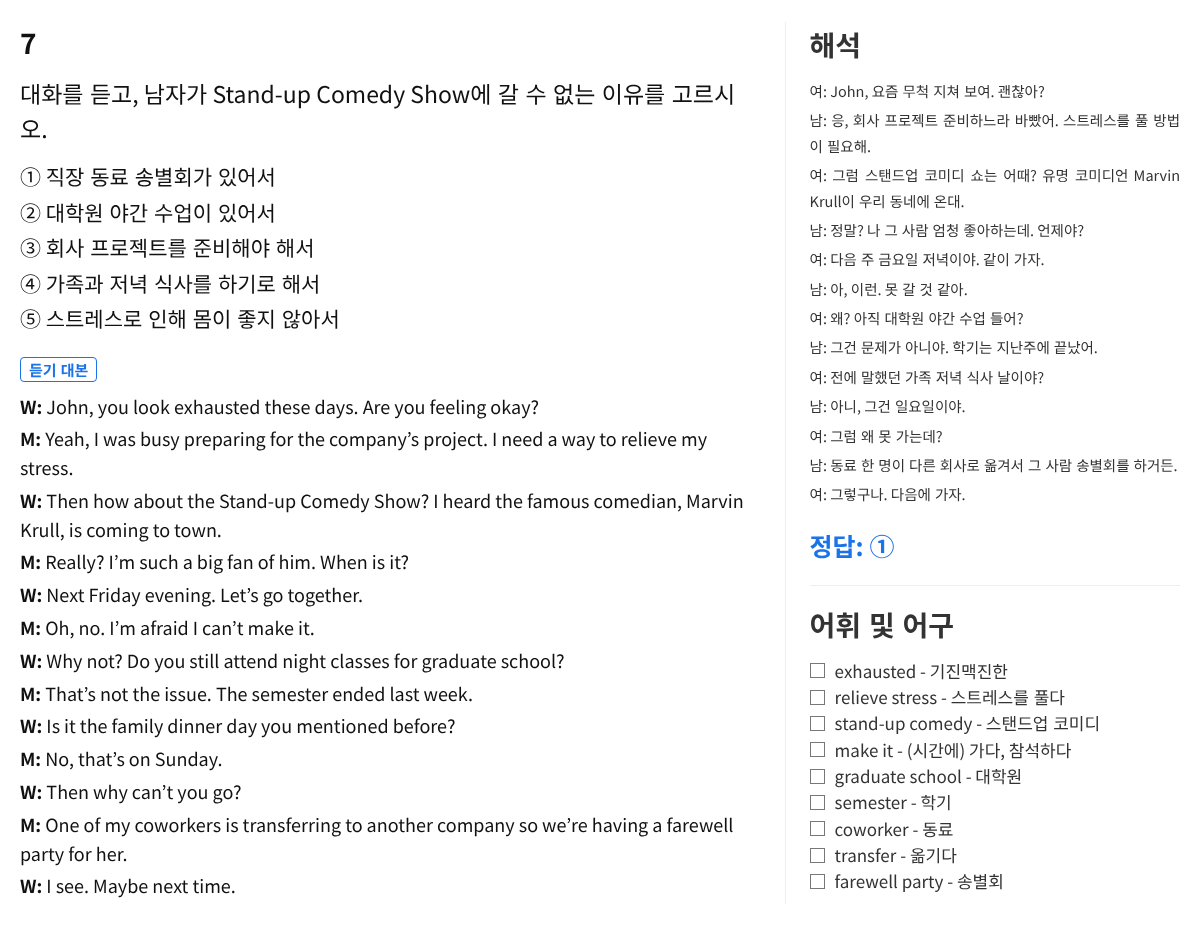 7
대화를 듣고, 남자가 Stand-up Comedy Show에 갈 수 없는 이유를 고르시
오.
① 직장 동료 송별회가 있어서
② 대학원 야간 수업이 있어서
③ 회사 프로젝트를 준비해야 해서
④ 가족과 저녁 식사를 하기로 해서
⑤ 스트레스로 인해 몸이 좋지 않아서
듣기 대본
W: John, you look exhausted these days. Are you feeling okay?
M: Yeah, I was busy preparing for the company’s project. I need a way to relieve my
stress.
W: Then how about the Stand-up Comedy Show? I heard the famous comedian, Marvin
Krull, is coming to town.
M: Really? I’m such a big fan of him. When is it?
W: Next Friday evening. Let’s go together.
M: Oh, no. I’m afraid I can’t make it.
W: Why not? Do you still attend night classes for graduate school?
M: That’s not the issue. The semester ended last week.
W: Is it the family dinner day you mentioned before?
M: No, that’s on Sunday.
W: Then why can’t you go?
M: One of my coworkers is transferring to another company so we’re having a farewell
party for her.
W: I see. Maybe next time.
해석
여: John, 요즘 무척 지쳐 보여. 괜찮아?
남: 응, 회사 프로젝트 준비하느라 바빴어. 스트레스를 풀 방법
이 필요해.
여: 그럼 스탠드업 코미디 쇼는 어때? 유명 코미디언 Marvin
Krull이 우리 동네에 온대.
남: 정말? 나 그 사람 엄청 좋아하는데. 언제야?
여: 다음 주 금요일 저녁이야. 같이 가자.
남: 아, 이런. 못 갈 것 같아.
여: 왜? 아직 대학원 야간 수업 들어?
남: 그건 문제가 아니야. 학기는 지난주에 끝났어.
여: 전에 말했던 가족 저녁 식사 날이야?
남: 아니, 그건 일요일이야.
여: 그럼 왜 못 가는데?
남: 동료 한 명이 다른 회사로 옮겨서 그 사람 송별회를 하거든.
여: 그렇구나. 다음에 가자.
정답: ①
어휘 및 어구
exhausted - 기진맥진한
relieve stress - 스트레스를 풀다
stand-up comedy - 스탠드업 코미디
make it - (시간에) 가다, 참석하다
graduate school - 대학원
semester - 학기
coworker - 동료
transfer - 옮기다
farewell party - 송별회